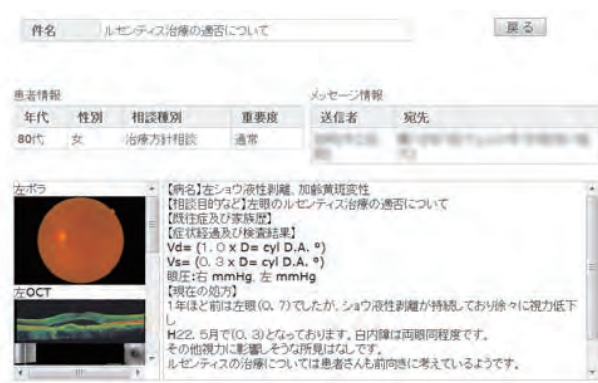 件名 ルセンティス治療の適否について 戻る
患者情報
年代 性別 相談種別 重要度
80代 女 治療方針相談 通常
メッセージ情報
送信者 宛先
左ポラ
左OCT
【病名】左ショウ液性剥離、加齢黄斑変性
【相談目的など】左眼のルセンティス治療の適否について
【既往症及び家族歴】
【症状経過及び検査結果】
Vd= (1.0 x D= cyl D.A. °)
Vs= (0.3 x D= cyl D.A. °)
眼圧:右 mmHg, 左 mmHg
【現在の処方】
1年ほど前は左眼(0.7)でしたが、ショウ液性剥離が持続しており徐々に視力低下
し
H22.5月で(0.3)となっております。白内障は両眼同程度です。
その他視力に影響しそうな所見はなしです。
ルセンティスの治療については患者さんも前向きに考えているようです。